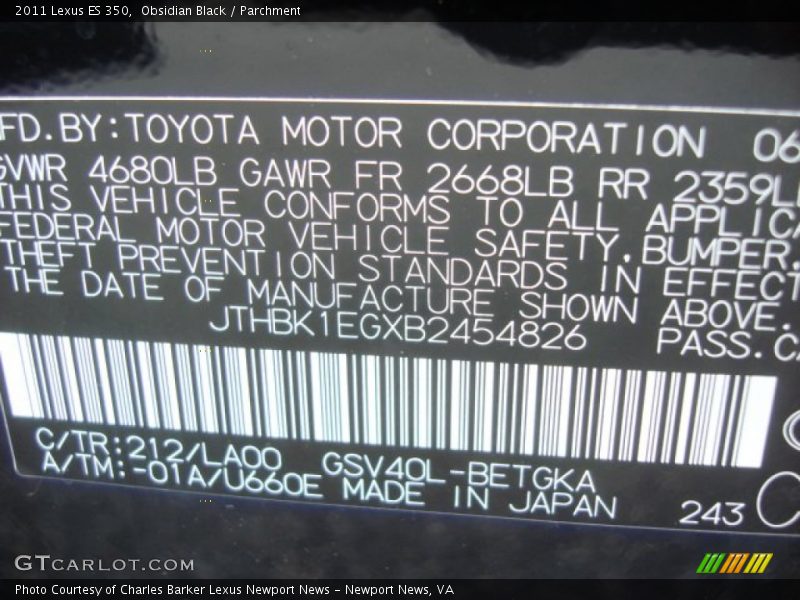 2011 Lexus ES 350,  Obsidian Black / Parchment
FD.BY:TOYOTA MOTOR CORPORATION 06
GVWR 4680LB GAWR FR 2668LB RR 2359L
THIS VEHICLE CONFORMS TO ALL APPLICA
FEDERAL MOTOR VEHICLE SAFETY,BUMPER,
THEFT PREVENTION STANDARDS IN EFFECT
THE DATE OF MANUFACTURE SHOWN ABOVE.
JTHBK1EGXB2454826 PASS.CA
C/TR:212/LA00 GSV40L-BETGKA
A/TM:-01A/U660E MADE IN JAPAN 243
GTCARLOT.COM
Photo Courtesy of Charles Barker Lexus Newport News – Newport News, VA